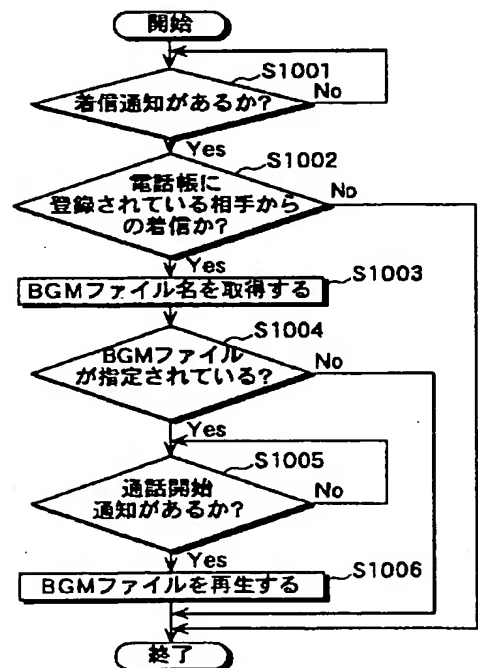 開始
S1001
着信通知があるか?
No
Yes
S1002
電話帳に
登録されている相手から
の着信か?
No
Yes
S1003
BGMファイル名を取得する
S1004
BGMファイル
が指定されている?
No
Yes
S1005
通話開始
通知があるか?
No
Yes
S1006
BGMファイルを再生する
終了